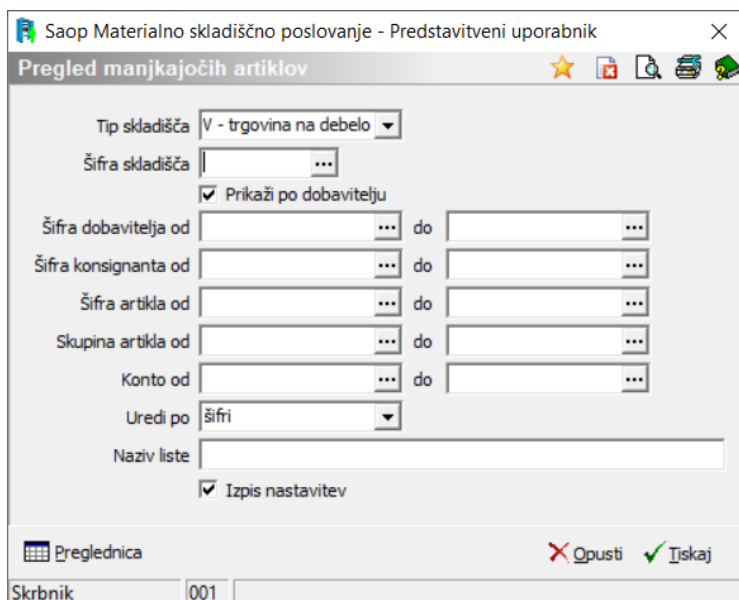 Saop Materialno skladiščno poslovanje - Predstavitveni uporabnik
Pregled manjkajočih artiklov
Tip skladišča V - trgovina na debelo
Šifra skladišča ...
Prikaži po dobavitelju
Šifra dobavitelja od ... do ...
Šifra konsignanta od ... do ...
Šifra artikla od ... do ...
Skupina artikla od ... do ...
Konto od ... do ...
Uredi po šifri
Naziv liste
Izpis nastavitev
Preglednica Opusti Tiskaj
Skrbnik 001